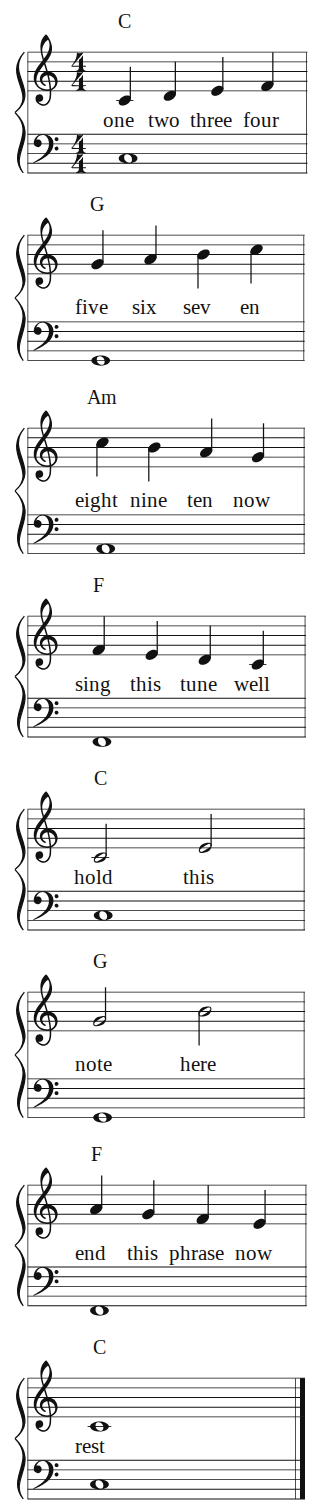 C
one two three four
G
five six sev en
Am
eight nine ten now
F
sing this tune well
C
hold this
G
note here
F
end this phrase now
C
rest